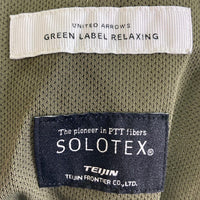 UNITED ARROWS
GREEN LABEL RELAXING
The pioneer in PTT fibers
SOLOTEX®
TEIJIN
TEIJIN FRONTIER CO.,LTD.